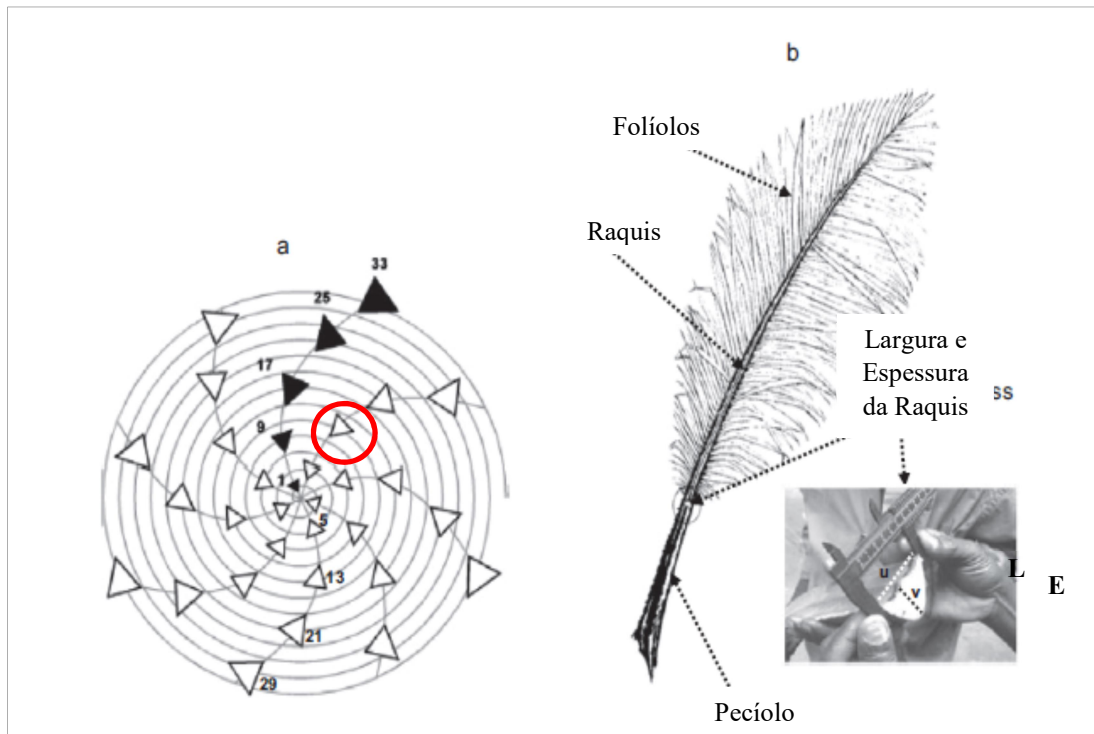 a
33
25
17
9
1
5
13
21
29
b
Folíolos
Raquis
Largura e
Espessura
da Raquis
ss
u
v
L
E
Pecíolo